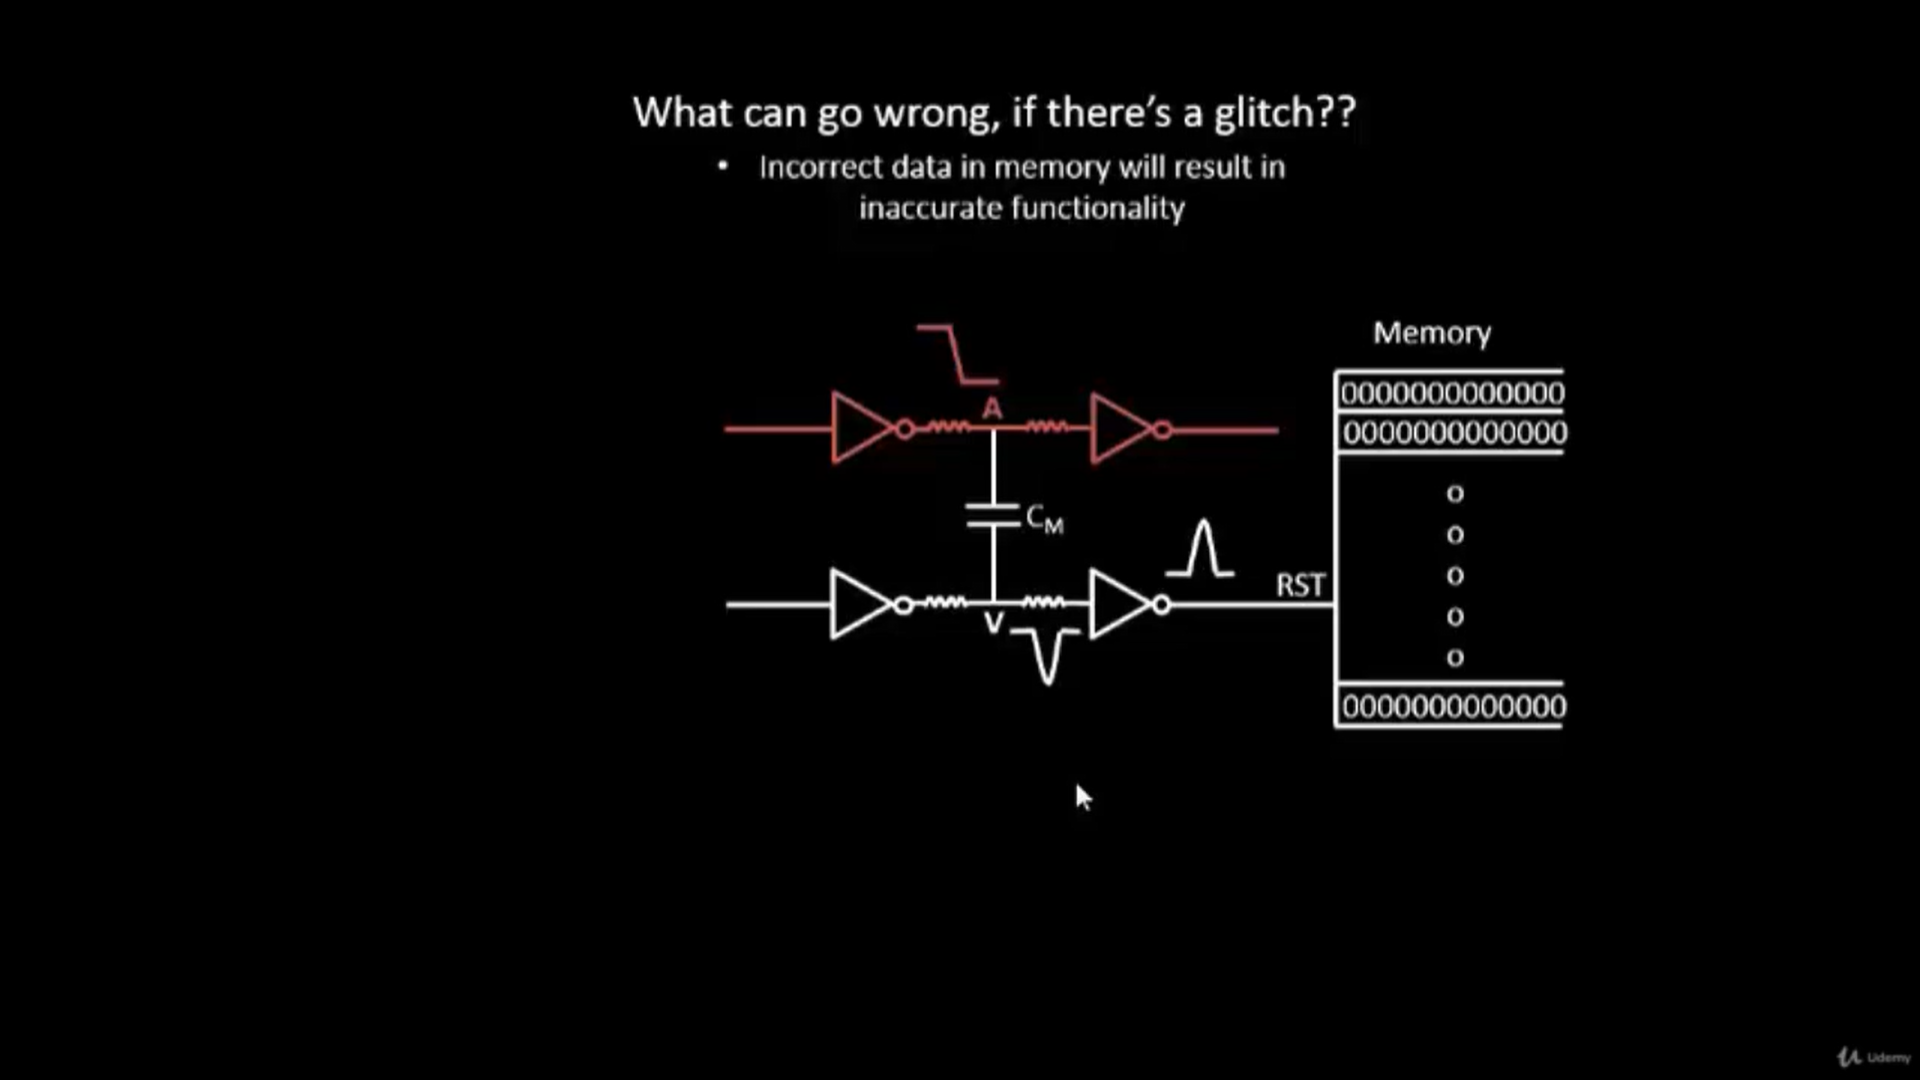 What can go wrong, if there's a glitch??
• Incorrect data in memory will result in
inaccurate functionality
Memory
A
0000000000000
0000000000000
o
CM
o
RST
o
V
o
o
0000000000000
Udemy